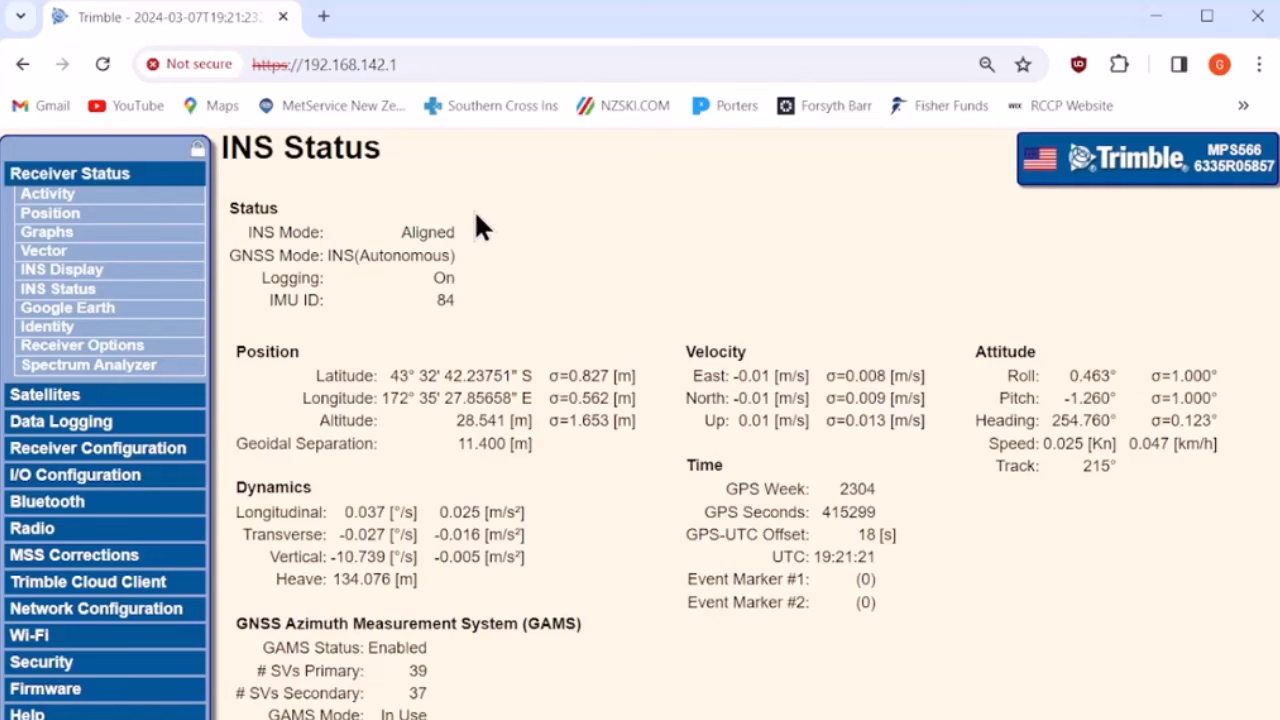 Trimble - 2024-03-07T19:21:23
Not secure https://192.168.142.1
G
Gmail YouTube Maps MetService New Ze... Southern Cross Ins NZSKI.COM Porters Forsyth Barr Fisher Funds WIX RCCP Website
Receiver Status
Activity
Position
Graphs
Vector
INS Display
INS Status
Google Earth
Identity
Receiver Options
Spectrum Analyzer
Satellites
Data Logging
Receiver Configuration
I/O Configuration
Bluetooth
Radio
MSS Corrections
Trimble Cloud Client
Network Configuration
Wi-Fi
Security
Firmware
Help
INS Status
Trimble. MPS566
6335R05857
Status
INS Mode: Aligned
GNSS Mode: INS(Autonomous)
Logging: On
IMU ID: 84
Position
Latitude: 43° 32' 42.23751" S σ=0.827 [m]
Longitude: 172° 35' 27.85658" E σ=0.562 [m]
Altitude: 28.541 [m] σ=1.653 [m]
Geoidal Separation: 11.400 [m]
Dynamics
Longitudinal: 0.037 [°/s] 0.025 [m/s²]
Transverse: -0.027 [°/s] -0.016 [m/s²]
Vertical: -10.739 [°/s] -0.005 [m/s²]
Heave: 134.076 [m]
GNSS Azimuth Measurement System (GAMS)
GAMS Status: Enabled
# SVs Primary: 39
# SVs Secondary: 37
GAMS Mode: In Use
Velocity
East: -0.01 [m/s] σ=0.008 [m/s]
North: -0.01 [m/s] σ=0.009 [m/s]
Up: 0.01 [m/s] σ=0.013 [m/s]
Time
GPS Week: 2304
GPS Seconds: 415299
GPS-UTC Offset: 18 [s]
UTC: 19:21:21
Event Marker #1: (0)
Event Marker #2: (0)
Attitude
Roll: 0.463° σ=1.000°
Pitch: -1.260° σ=1.000°
Heading: 254.760° σ=0.123°
Speed: 0.025 [Kn] 0.047 [km/h]
Track: 215°